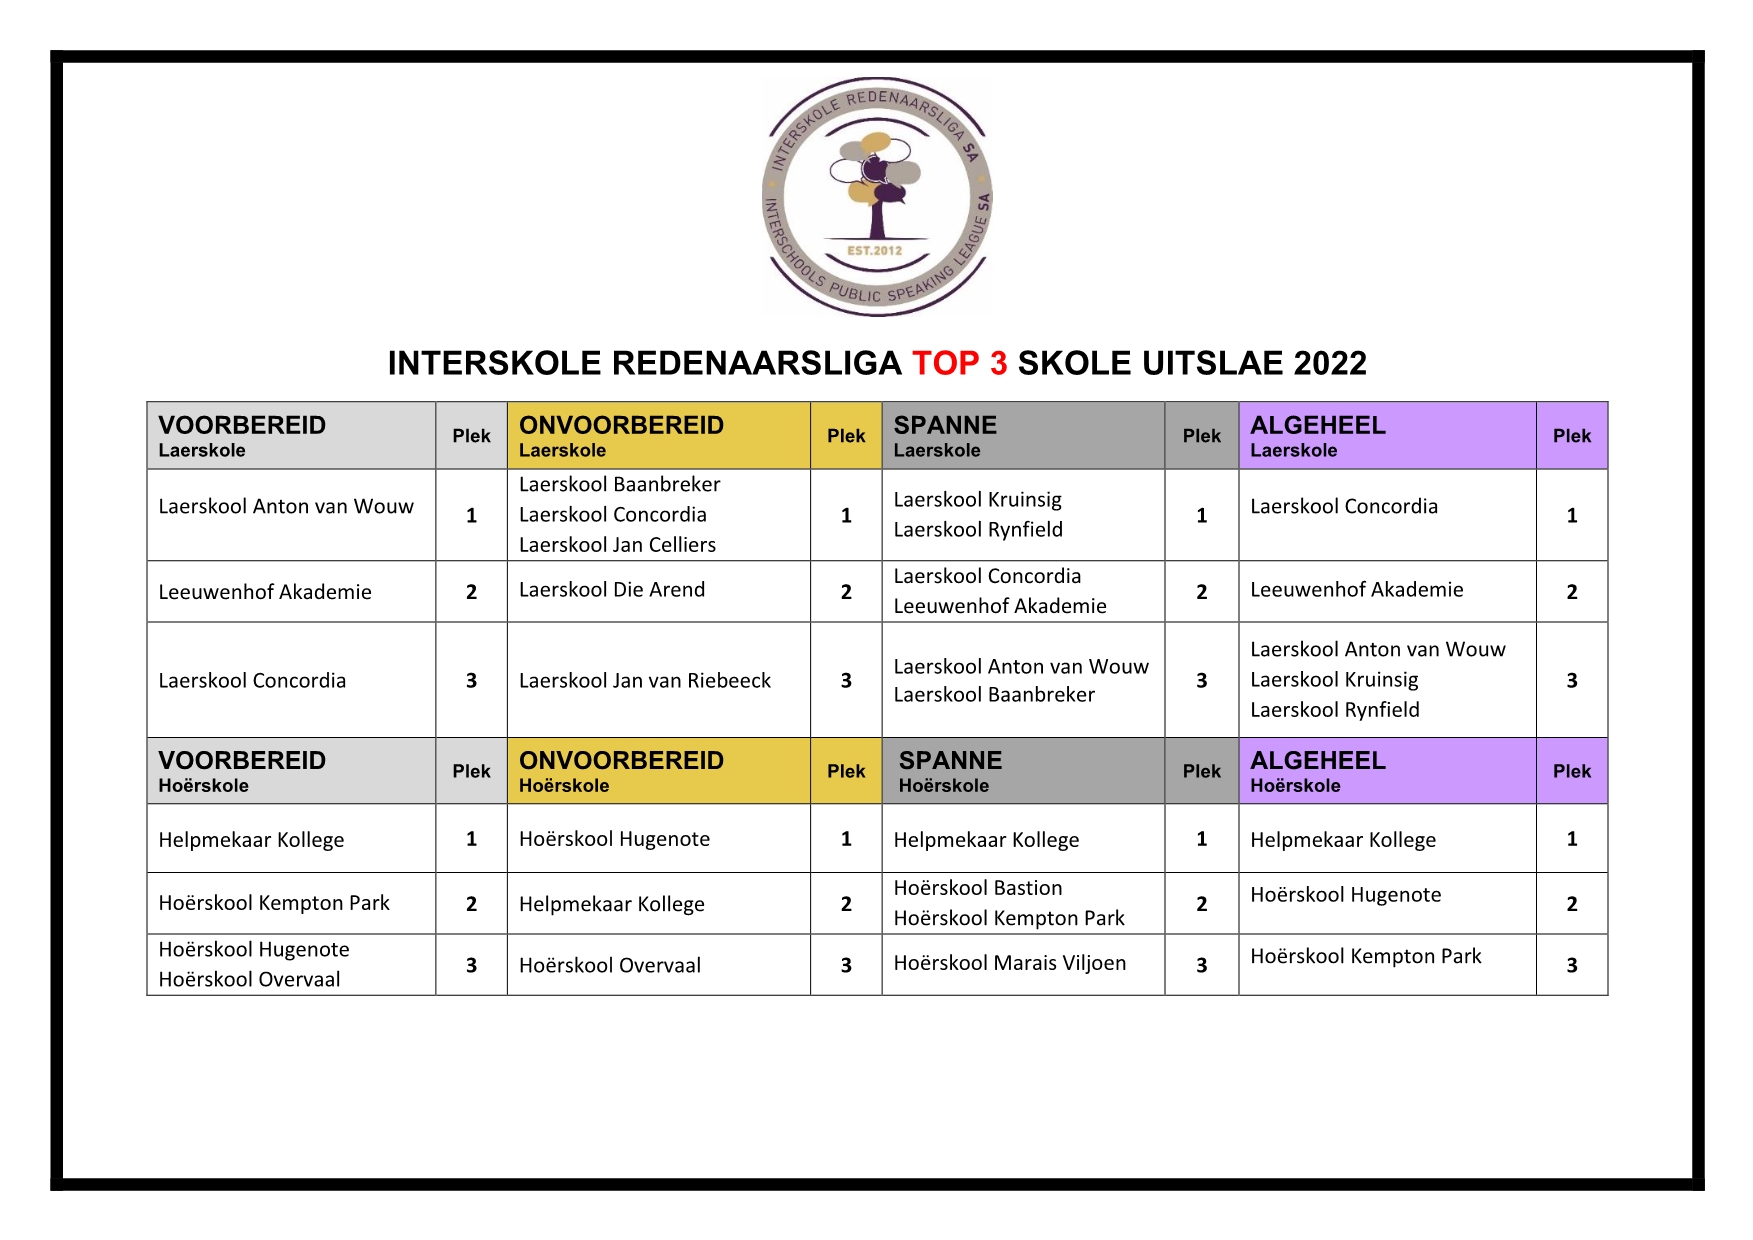 INTERSKOLE REDENAARSLIGA SA
EST.2012
INTERSCHOOLS PUBLIC SPEAKING LEAGUE SA
INTERSKOLE REDENAARSLIGA TOP 3 SKOLE UITSLAE 2022
VOORBEREID
Laerskole
Plek
ONVOORBEREID
Laerskole
Plek
SPANNE
Laerskole
Plek
ALGEHEEL
Laerskole
Plek
Laerskool Anton van Wouw
1
Laerskool Baanbreker
Laerskool Concordia
Laerskool Jan Celliers
1
Laerskool Kruinsig
Laerskool Rynfield
1
Laerskool Concordia
1
Leeuwenhof Akademie
2
Laerskool Die Arend
2
Laerskool Concordia
Leeuwenhof Akademie
2
Leeuwenhof Akademie
2
Laerskool Concordia
3
Laerskool Jan van Riebeeck
3
Laerskool Anton van Wouw
Laerskool Baanbreker
3
Laerskool Anton van Wouw
Laerskool Kruinsig
Laerskool Rynfield
3
VOORBEREID
Hoërskole
Plek
ONVOORBEREID
Hoërskole
Plek
SPANNE
Hoërskole
Plek
ALGEHEEL
Hoërskole
Plek
Helpmekaar Kollege
1
Hoërskool Hugenote
1
Helpmekaar Kollege
1
Helpmekaar Kollege
1
Hoërskool Kempton Park
2
Helpmekaar Kollege
2
Hoërskool Bastion
Hoërskool Kempton Park
2
Hoërskool Hugenote
2
Hoërskool Hugenote
Hoërskool Overvaal
3
Hoërskool Overvaal
3
Hoërskool Marais Viljoen
3
Hoërskool Kempton Park
3